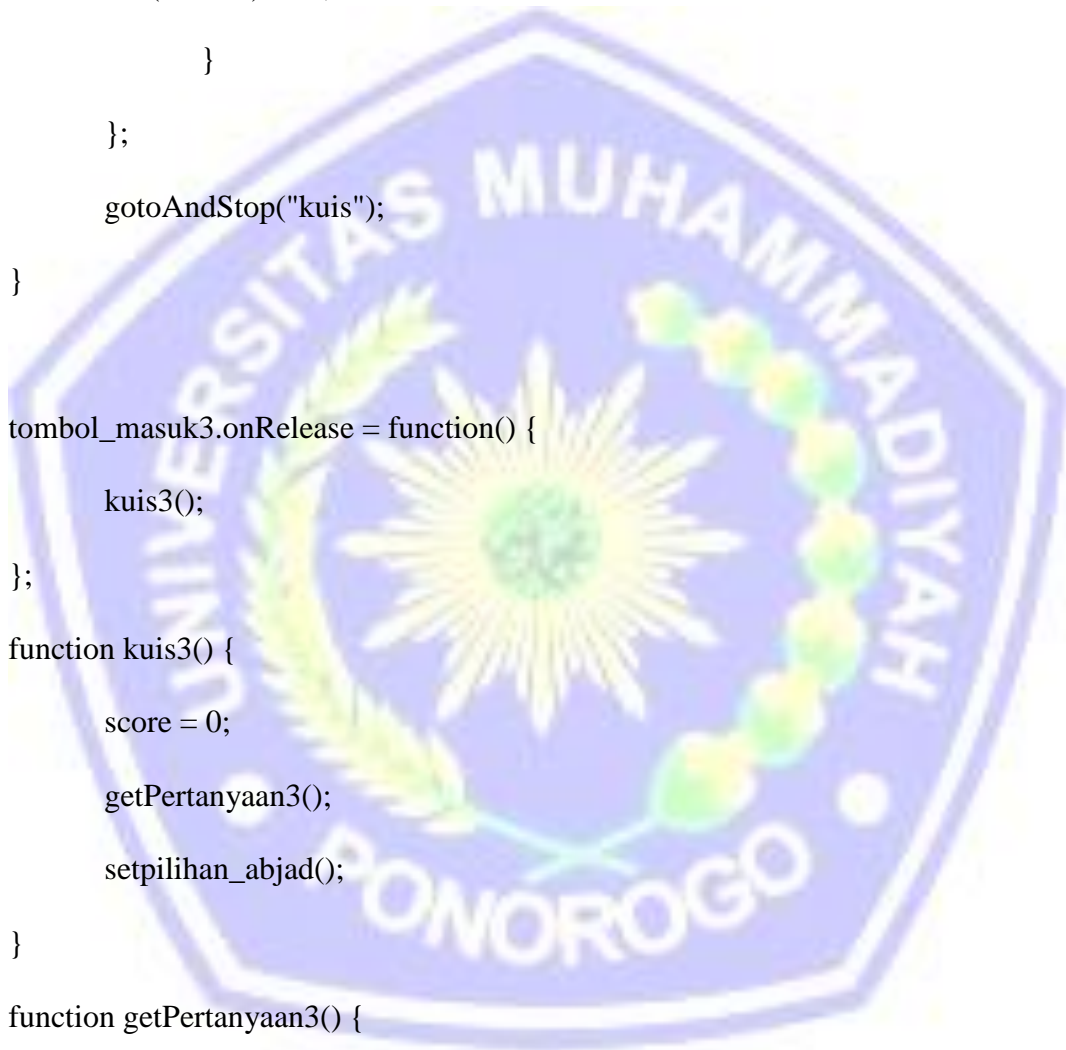 }
};
gotoAndStop("kuis");
}
tombol_masuk3.onRelease = function() {
kuis3();
};
function kuis3() {
score = 0;
getPertanyaan3();
setpilihan_abjad();
}
function getPertanyaan3() {
UNIVERSITAS MUHAMMADIYAH
PONOROGO